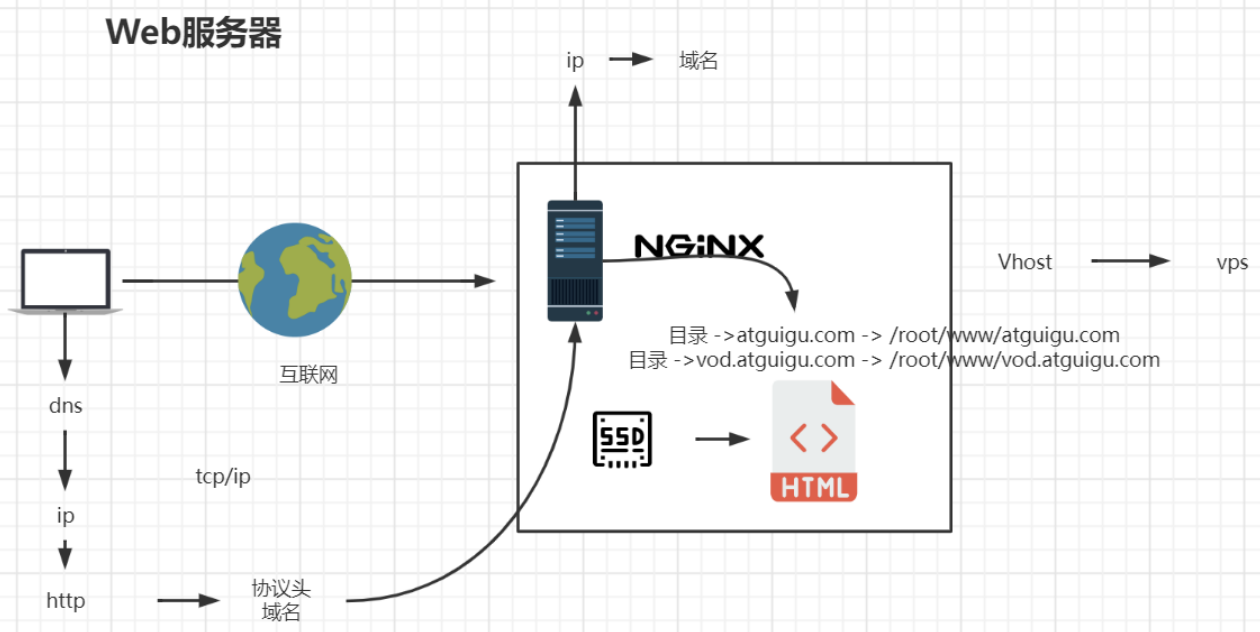 Web服务器
ip
域名
NGINX
Vhost
vps
目录 ->atguigu.com -> /root/www/atguigu.com
目录 ->vod.atguigu.com -> /root/www/vod.atguigu.com
互联网
dns
SSD
tcp/ip
HTML
ip
http
协议头
域名